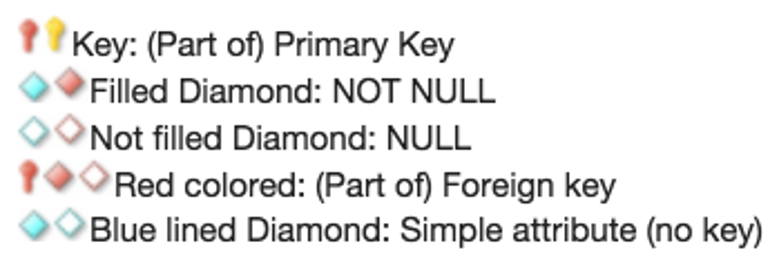 Key: (Part of) Primary Key
Filled Diamond: NOT NULL
Not filled Diamond: NULL
Red colored: (Part of) Foreign key
Blue lined Diamond: Simple attribute (no key)